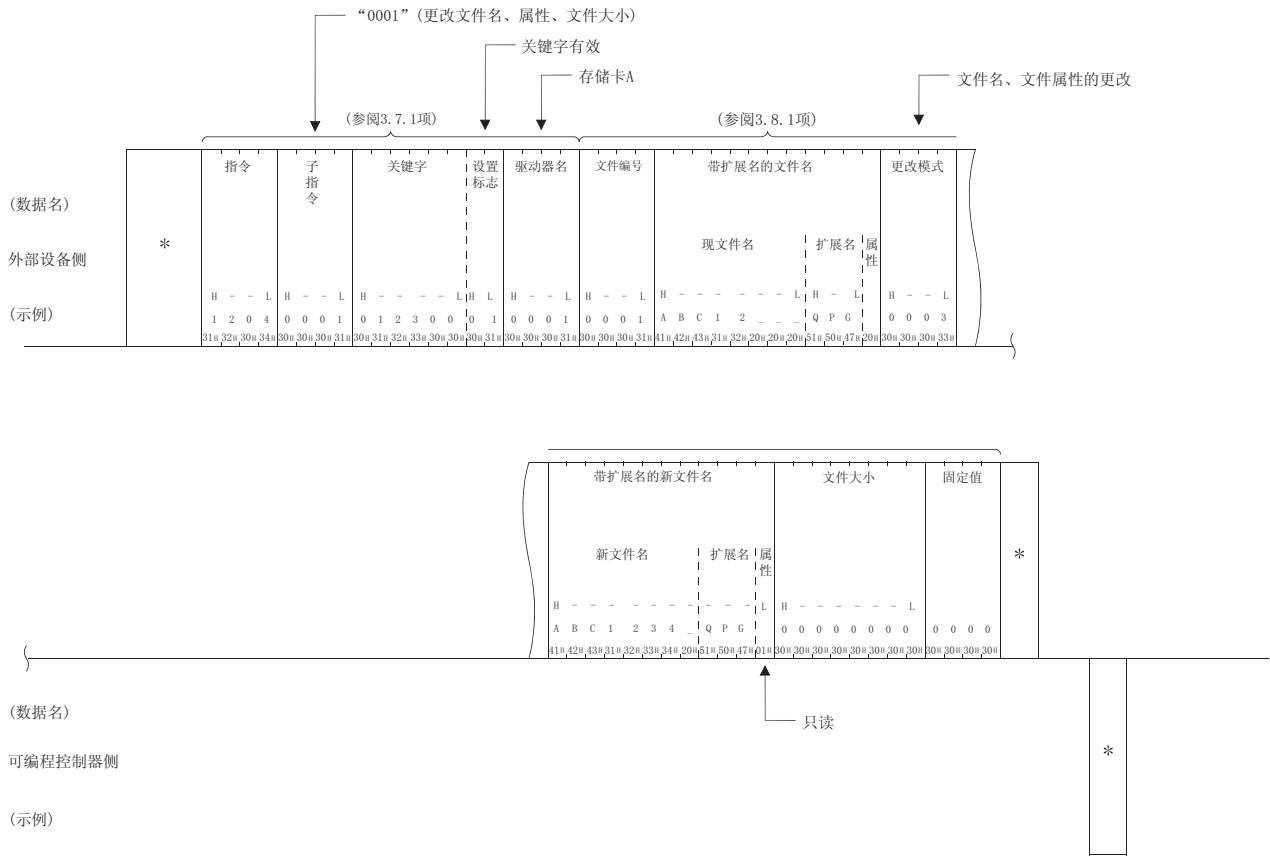 “0001”(更改文件名、属性、文件大小)
关键字有效
存储卡A
文件名、文件属性的更改
(参阅3.7.1项)
(参阅3.8.1项)
指令
子指令
关键字
设置标志
驱动器名
文件编号
带扩展名的文件名
更改模式
(数据名)
*
现文件名
扩展名
属性
外部设备侧
H - - L H - - L H - - - - L H L H - - L H - - L H - - - - - - L H - L H - - L
(示例)
1 2 0 4 0 0 0 1 0 1 2 3 0 0 0 1 0 0 0 1 0 0 0 1 A B C 1 2 _ _ _ Q P G 0 0 0 3
31H 32H 30H 34H 30H 30H 30H 31H 30H 31H 32H 33H 30H 30H 30H 31H 30H 30H 30H 31H 30H 30H 30H 31H 41H 42H 43H 31H 32H 20H 20H 20H 51H 50H 47H 20H 30H 30H 30H 33H
带扩展名的新文件名
文件大小
固定值
新文件名
扩展名
属性
*
H - - - - - - - - - - L H - - - - - - L
A B C 1 2 3 4 _ Q P G 0 0 0 0 0 0 0 0 0 0 0
41H 42H 43H 31H 32H 33H 34H 20H 51H 50H 47H 01H 30H 30H 30H 30H 30H 30H 30H 30H 30H 30H 30H 30H
(数据名)
只读
可编程控制器侧
*
(示例)